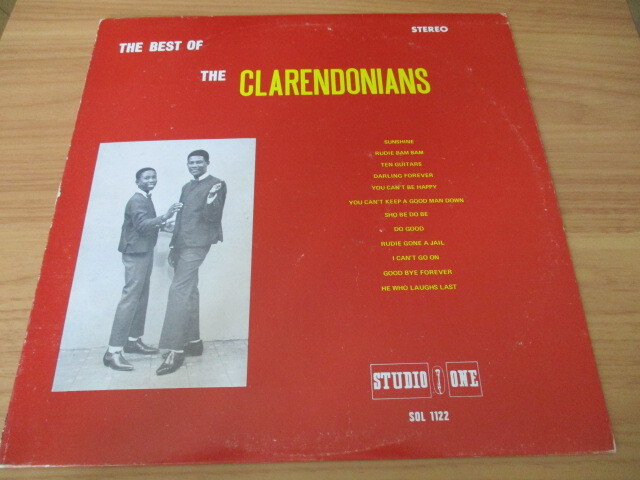 STEREO
THE BEST OF
THE CLARENDONIANS
SUNSHINE
RUDIE BAM BAM
TEN GUITARS
DARLING FOREVER
YOU CAN'T BE HAPPY
YOU CAN'T KEEP A GOOD MAN DOWN
SHO BE DO BE
DO GOOD
RUDIE GONE A JAIL
I CAN'T GO ON
GOOD BYE FOREVER
HE WHO LAUGHS LAST
STUDIO ONE
SOL 1122